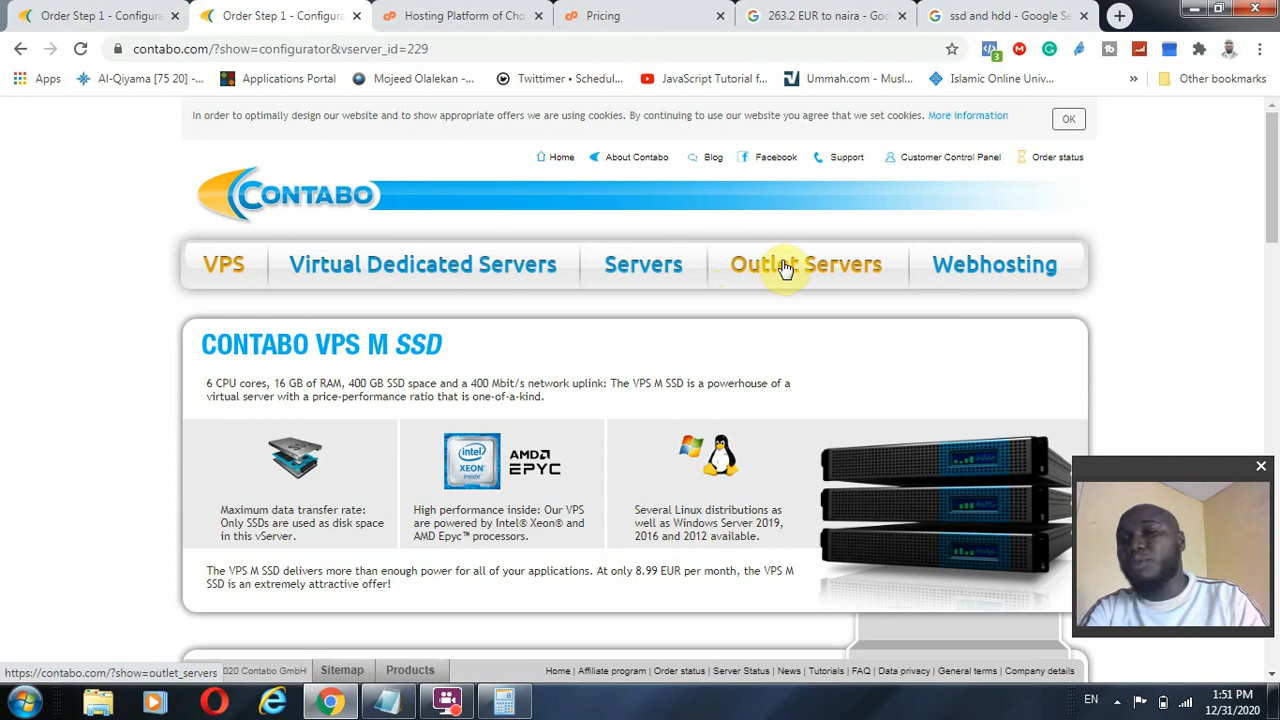 Order Step 1 - Configura
Order Step 1 - Configura
Hosting Platform of Cho
Pricing
263.2 EUR to naira - Goo
ssd and hdd - Google Se
contabo.com/?show=configurator&vserver_id=229
3
Apps
Al-Qiyama [75 20] - ...
Applications Portal
Mojeed Olalekan -...
Twittimer • Schedul...
JavaScript Tutorial f...
Ummah.com - Musl...
Islamic Online Univ...
»
Other bookmarks
In order to optimally design our website and to show appropriate offers we are using cookies. By continuing to use our website you agree that we set cookies. More information
OK
Home
About Contabo
Blog
Facebook
Support
Customer Control Panel
Order status
CONTABO
VPS
Virtual Dedicated Servers
Servers
Outlet Servers
Webhosting
CONTABO VPS M SSD
6 CPU cores, 16 GB of RAM, 400 GB SSD space and a 400 Mbit/s network uplink: The VPS M SSD is a powerhouse of a
virtual server with a price-performance ratio that is one-of-a-kind.
intel
XEON
inside
AMD
EPYC
Maximum data transfer rate:
Only SSDs are used as disk space
in this vServer.
High performance inside: Our VPS
are powered by Intel® Xeon® and
AMD Epyc™ processors.
Several Linux distributions as
well as Windows Server 2019,
2016 and 2012 available.
The VPS M SSD delivers more than enough power for all of your applications. At only 8.99 EUR per month, the VPS M
SSD is an extremely attractive offer!
https://contabo.com/?show=outlet_servers
2020 Contabo GmbH
Sitemap
Products
Home | Affiliate program | Order status | Server Status | News | Tutorials | FAQ | Data privacy | General terms | Company details
EN
1:51 PM
12/31/2020